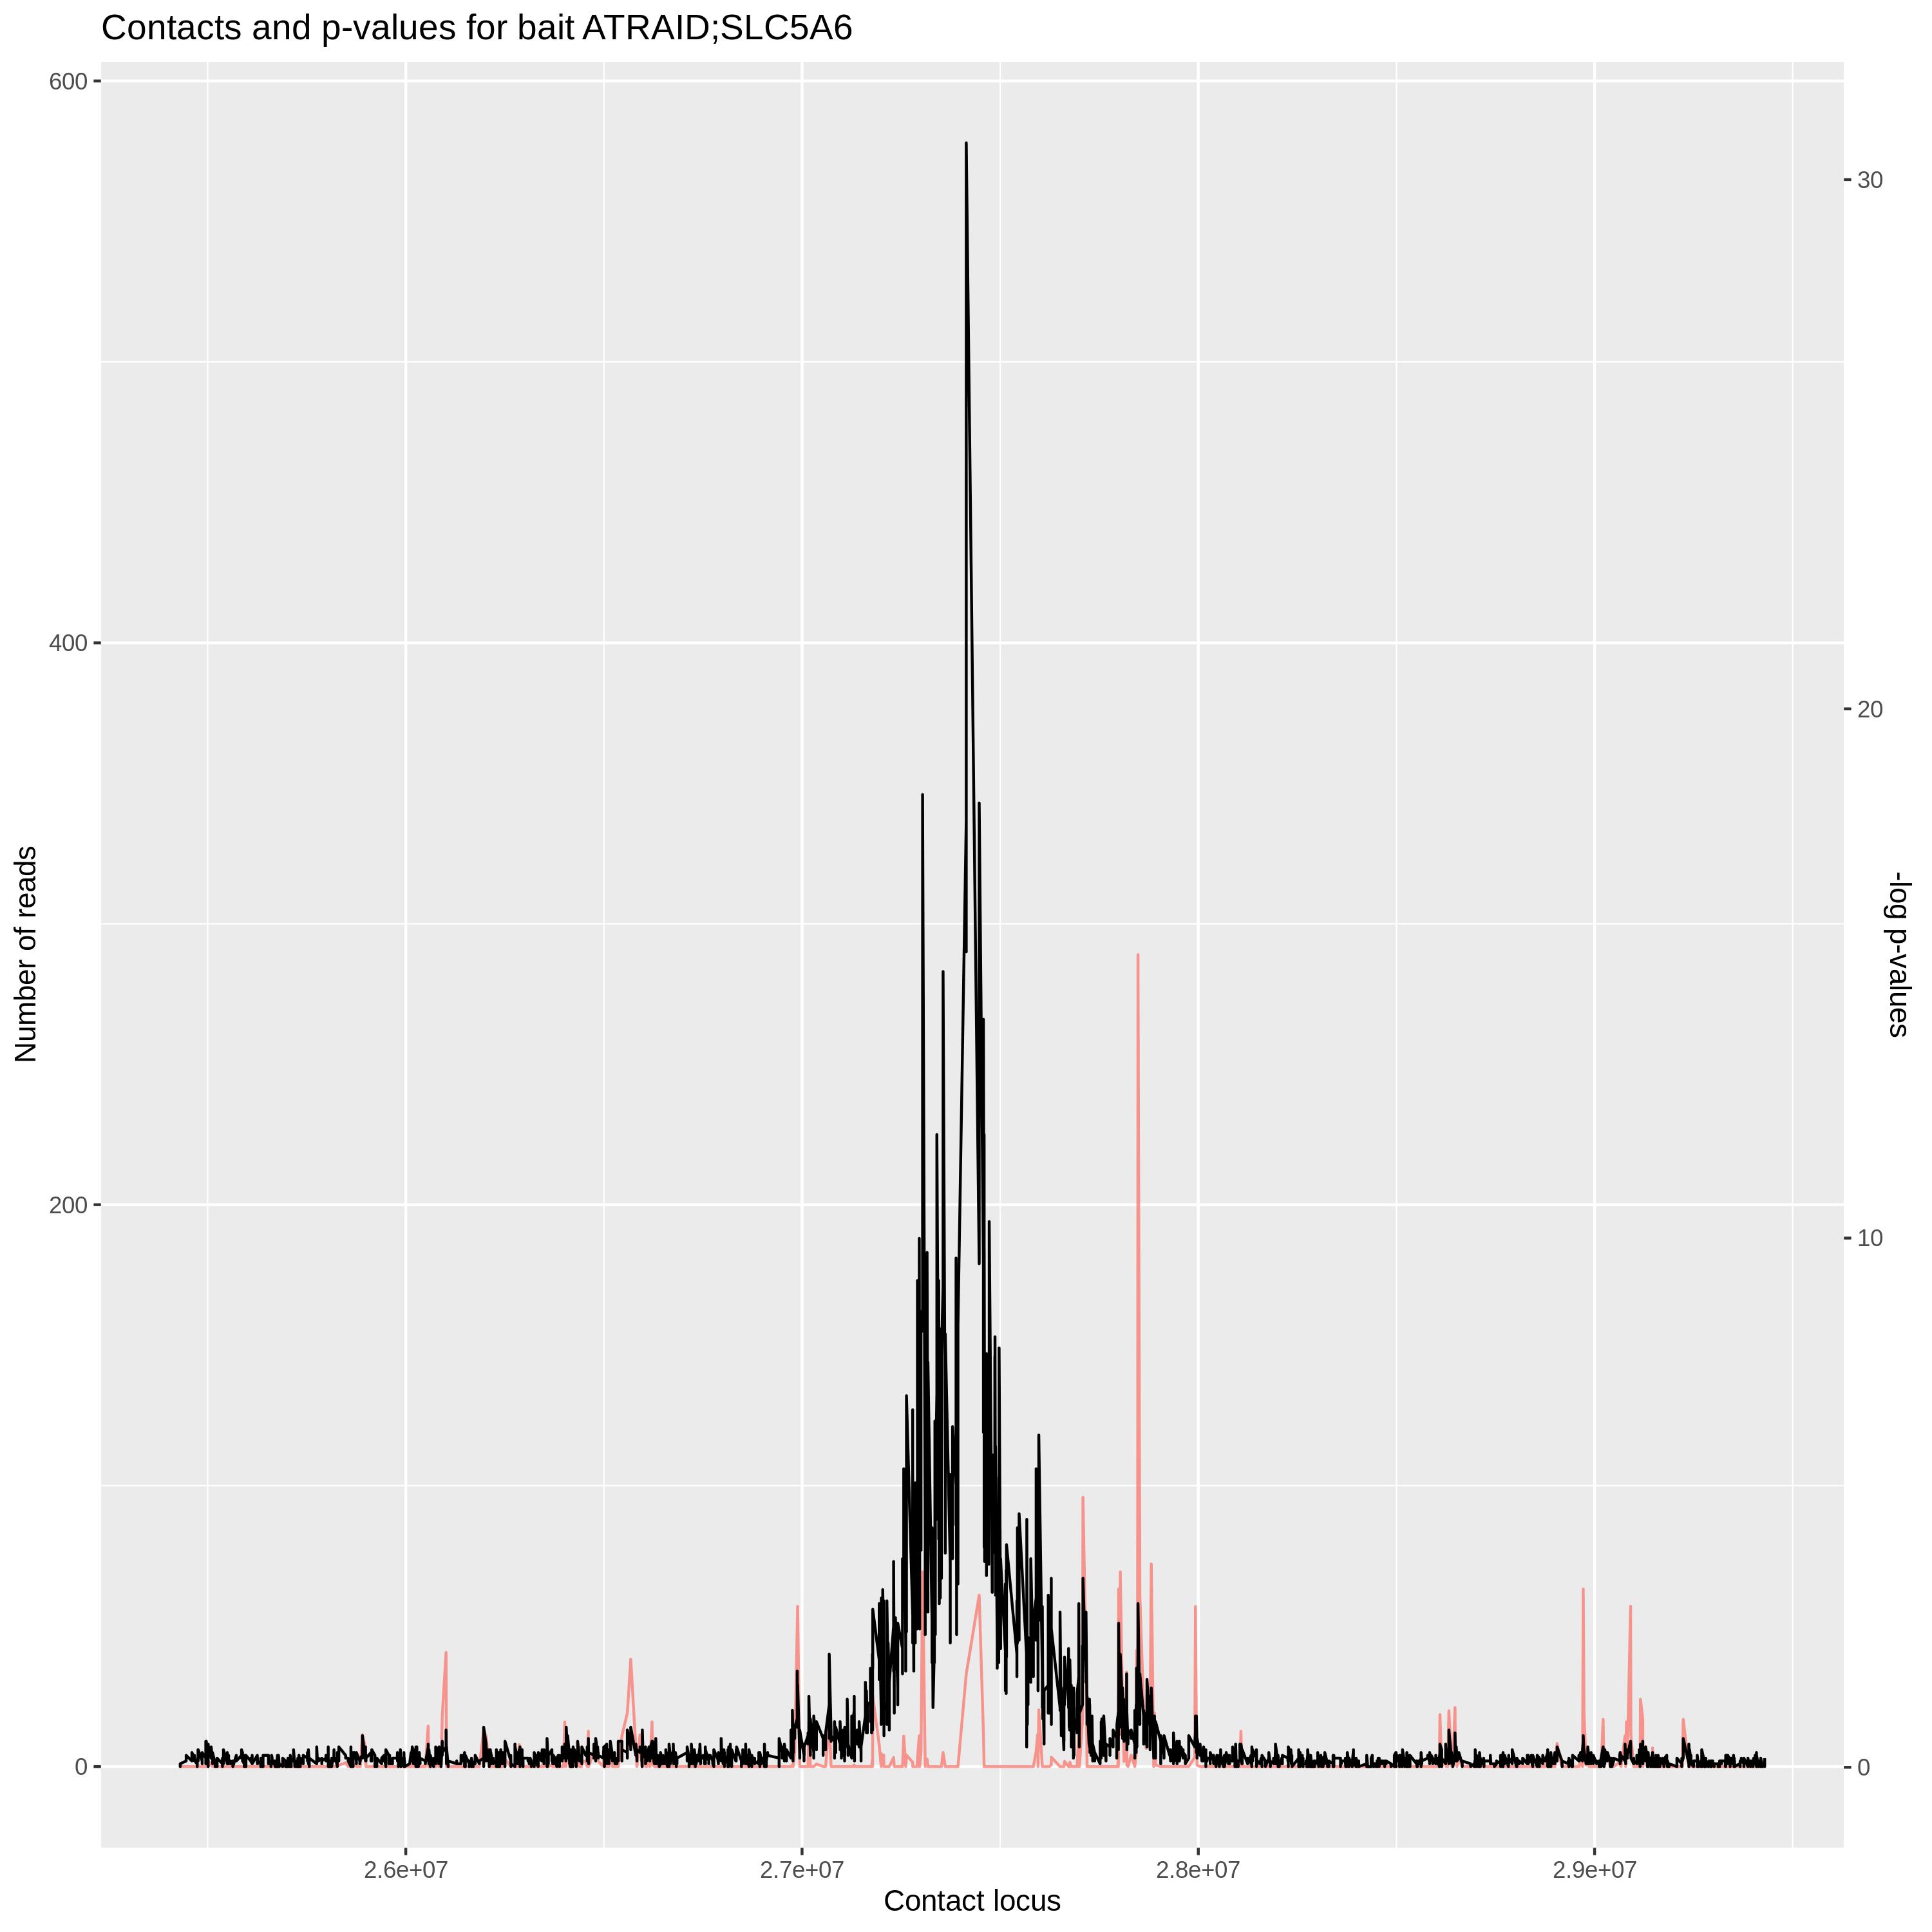 Contacts and p-values for bait ATRAID;SLC5A6
600
400
200
0
Number of reads
30
20
10
0
-log p-values
2.6e+07
2.7e+07
2.8e+07
2.9e+07
Contact locus